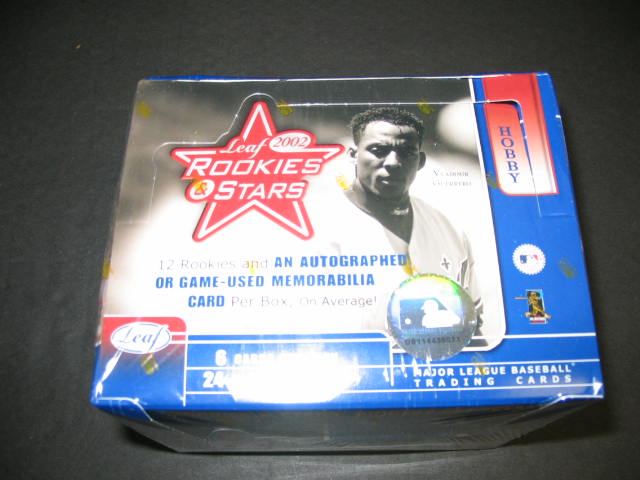 Leaf 2002
ROOKIES
& STARS
HOBBY
VLADIMIR
GUERRERO
12 Rookies and AN AUTOGRAPHED
OR GAME-USED MEMORABILIA
CARD Per Box, On Average!
Leaf
6
24
MAJOR LEAGUE BASEBALL
TRADING CARDS